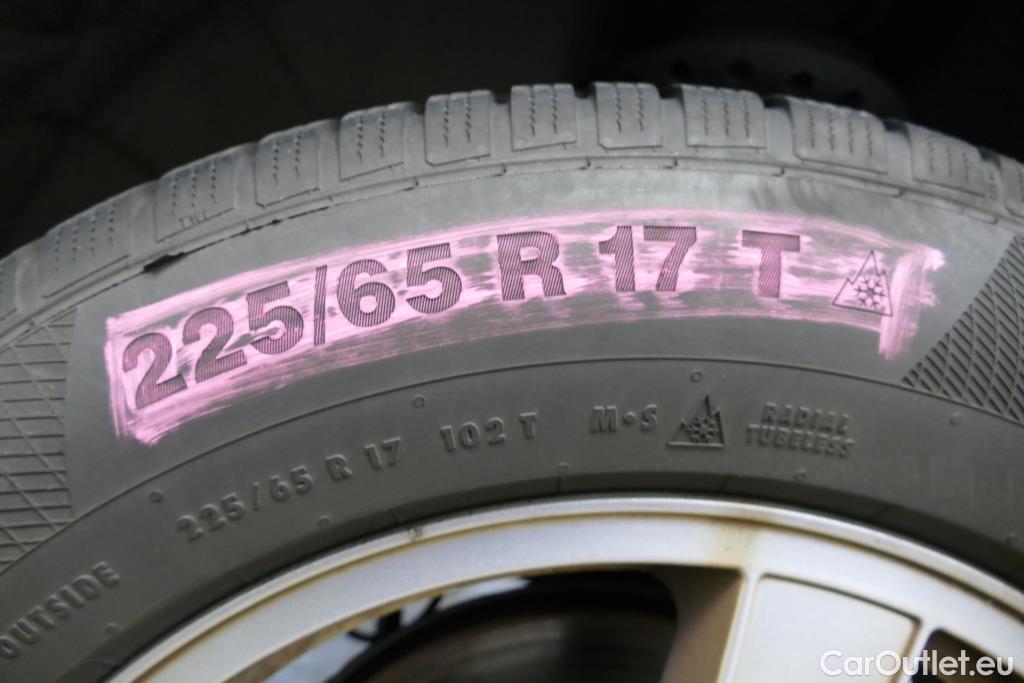 225/65 R 17 T
225/65 R 17 102 T M•S RADIAL
TUBELESS
OUTSIDE
CarOutlet.eu